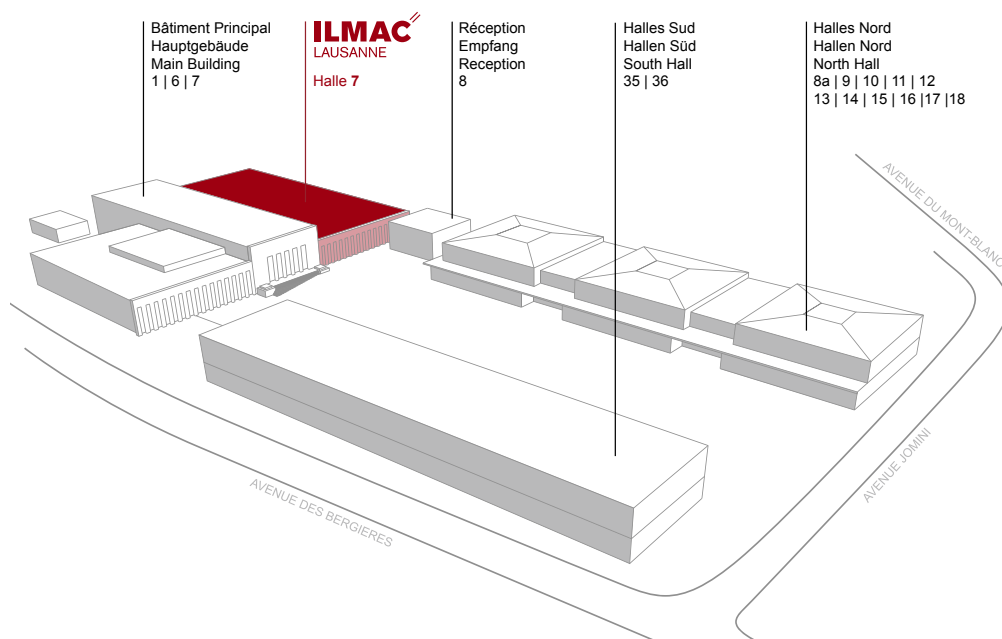 Bâtiment Principal
Hauptgebäude
Main Building
1 | 6 | 7
ILMAC
LAUSANNE
Halle 7
Réception
Empfang
Reception
8
Halles Sud
Hallen Süd
South Hall
35 | 36
Halles Nord
Hallen Nord
North Hall
8a | 9 | 10 | 11 | 12
13 | 14 | 15 | 16 |17 |18
AVENUE DU MONT-BLANC
AVENUE JOMINI
AVENUE DES BERGIERES